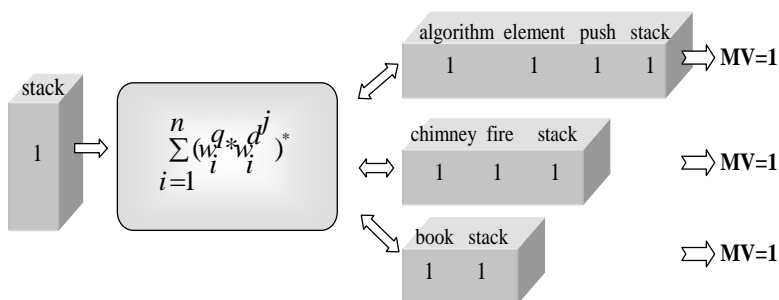 algorithm element push stack
1 1 1 1
MV=1
stack
1
n
∑(w_i^q * w_i^{d^j})^*
i=1
chimney fire stack
1 1 1
MV=1
book stack
1 1
MV=1